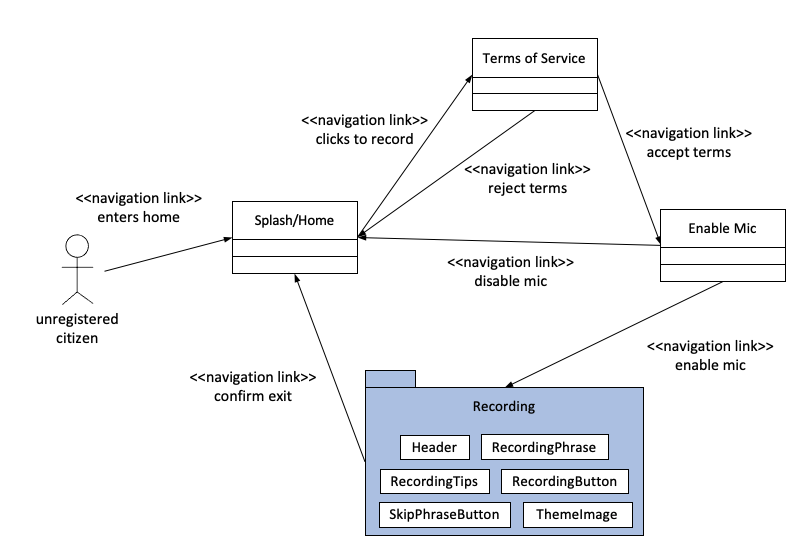 Terms of Service
<<navigation link>>
clicks to record
<<navigation link>>
accept terms
<<navigation link>>
reject terms
<<navigation link>>
enters home
Splash/Home
Enable Mic
<<navigation link>>
disable mic
unregistered
citizen
<<navigation link>>
enable mic
<<navigation link>>
confirm exit
Recording
Header
RecordingPhrase
RecordingTips
RecordingButton
SkipPhraseButton
ThemeImage